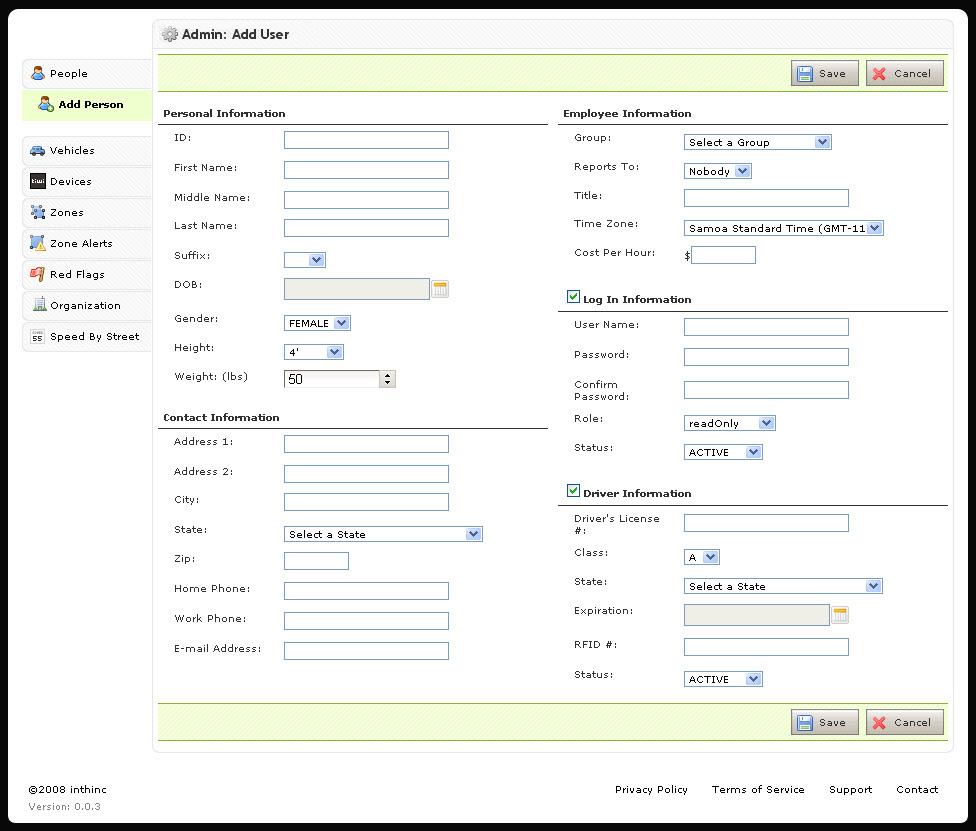 Admin: Add User
People
Add Person
Vehicles
tiwi Devices
Zones
Zone Alerts
Red Flags
Organization
55 Speed By Street
Save Cancel
Personal Information
ID:
First Name:
Middle Name:
Last Name:
Suffix:
DOB:
Gender: FEMALE
Height: 4'
Weight: (lbs) 50
Contact Information
Address 1:
Address 2:
City:
State: Select a State
Zip:
Home Phone:
Work Phone:
E-mail Address:
Employee Information
Group: Select a Group
Reports To: Nobody
Title:
Time Zone: Samoa Standard Time (GMT-11
Cost Per Hour: $
Log In Information
User Name:
Password:
Confirm
Password:
Role: readOnly
Status: ACTIVE
Driver Information
Driver's License
#:
Class: A
State: Select a State
Expiration:
RFID #:
Status: ACTIVE
Save Cancel
©2008 inthinc
Version: 0.0.3
Privacy Policy Terms of Service Support Contact